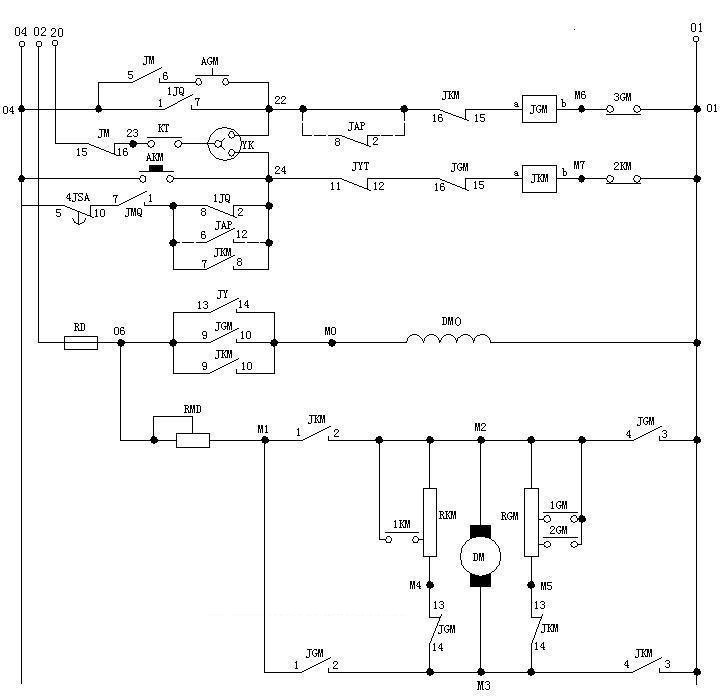 04 02 20 01
JM AGM
5 6
1JQ
04 1 7 22 JKM M6 3GM 01
16 15 a JGM b
JAP
8 2
JM 23 KT
15 16 YK
AKM 24 JYT JGM M7 2KM
11 12 16 15 a JKM b
4JSA 7 1 1JQ
5 10 JMQ 8 2
JAP
6 12
JKM
7 8
JY
13 14
RD 06 JGM M0 DM0
9 10
JKM
9 10
RMD
M1 JKM M2 JGM
1 2 4 3
1KM RKM RGM 1GM
2GM
DM
M4 M5
13 13
JGM JKM
14 14
JGM JKM
1 2 4 3
M3